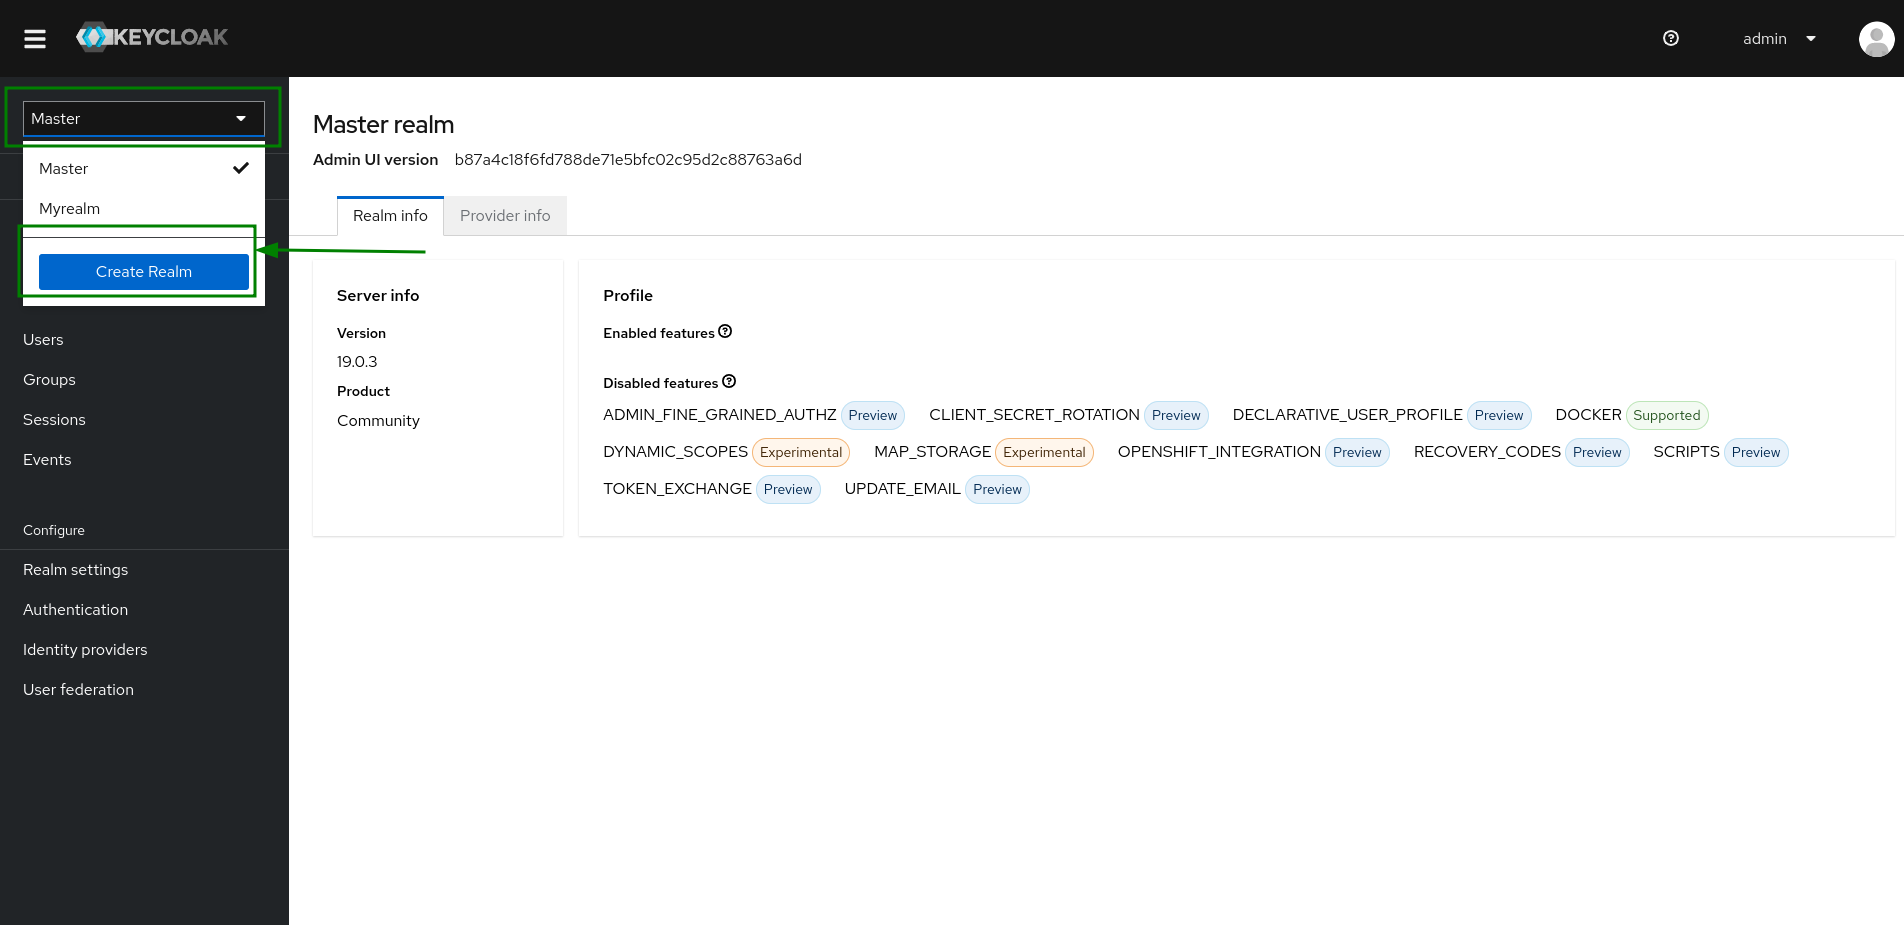 KEYCLOAK
admin
Master
Master
Myrealm
Create Realm
Users
Groups
Sessions
Events
Configure
Realm settings
Authentication
Identity providers
User federation
Master realm
Admin UI version b87a4c18f6fd788de71e5bfc02c95d2c88763a6d
Realm info Provider info
Server info
Version
19.0.3
Product
Community
Profile
Enabled features
Disabled features
ADMIN_FINE_GRAINED_AUTHZ Preview CLIENT_SECRET_ROTATION Preview DECLARATIVE_USER_PROFILE Preview DOCKER Supported
DYNAMIC_SCOPES Experimental MAP_STORAGE Experimental OPENSHIFT_INTEGRATION Preview RECOVERY_CODES Preview SCRIPTS Preview
TOKEN_EXCHANGE Preview UPDATE_EMAIL Preview